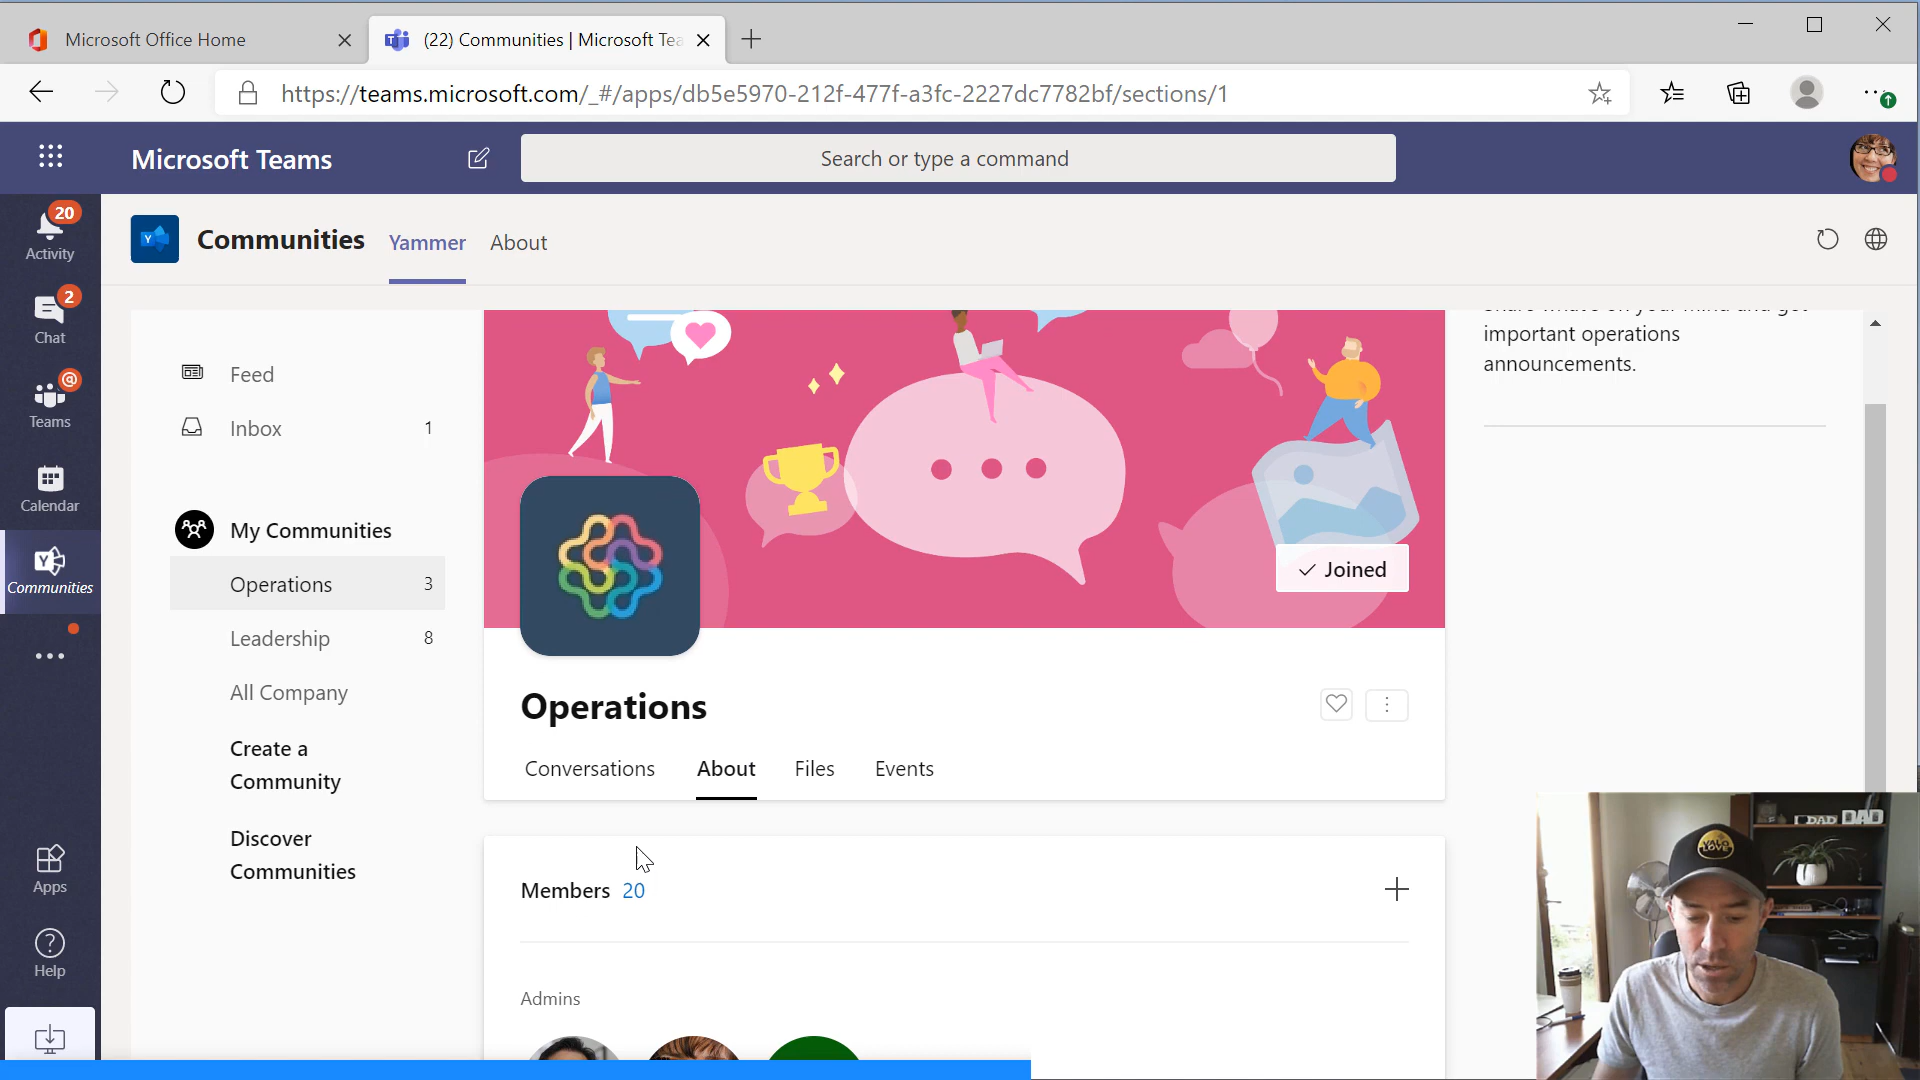 Microsoft Office Home
(22) Communities | Microsoft Tea
https://teams.microsoft.com/_#/apps/db5e5970-212f-477f-a3fc-2227dc7782bf/sections/1
Microsoft Teams
Search or type a command
20
Activity
2
Chat
@
Teams
Calendar
Y
Communities
Apps
Help
Y
Communities
Yammer
About
Feed
Inbox
1
My Communities
Operations
3
Leadership
8
All Company
Create a
Community
Discover
Communities
Joined
Operations
Conversations
About
Files
Events
Members 20
Admins
important operations
announcements.
DAD
DAD
LOVE